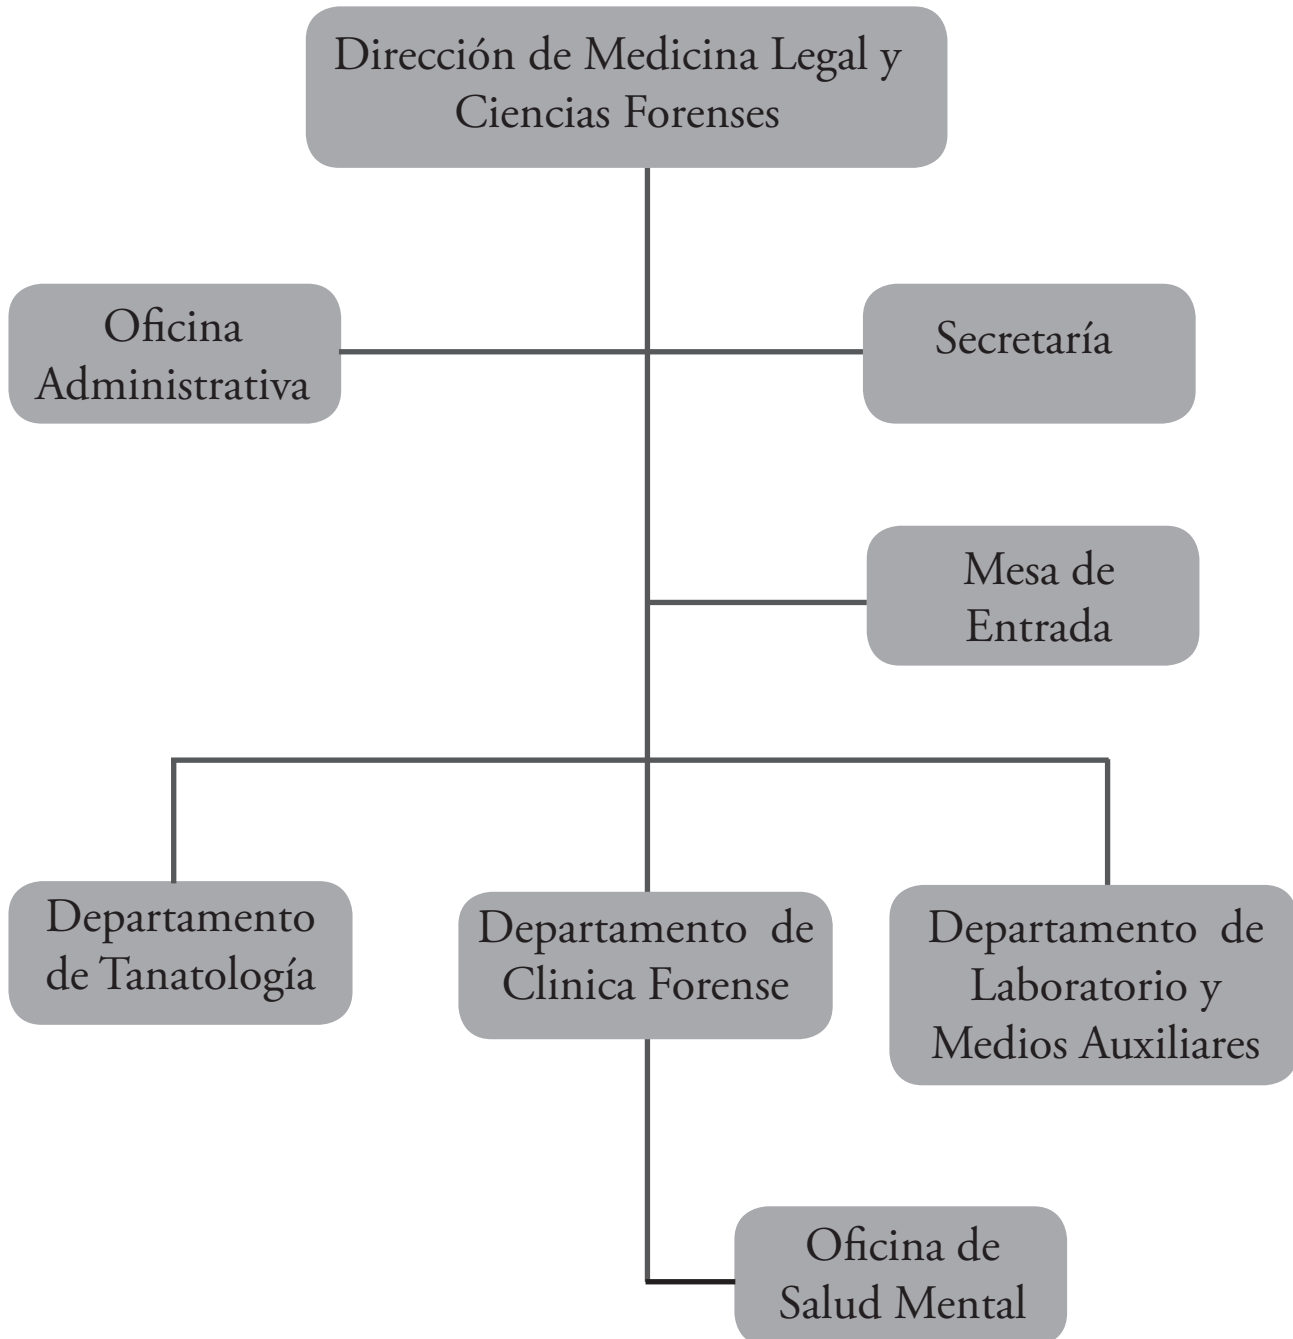 Dirección de Medicina Legal y
Ciencias Forenses
Oficina
Administrativa
Secretaría
Mesa de
Entrada
Departamento
de Tanatología
Departamento de
Clinica Forense
Departamento de
Laboratorio y
Medios Auxiliares
Oficina de
Salud Mental